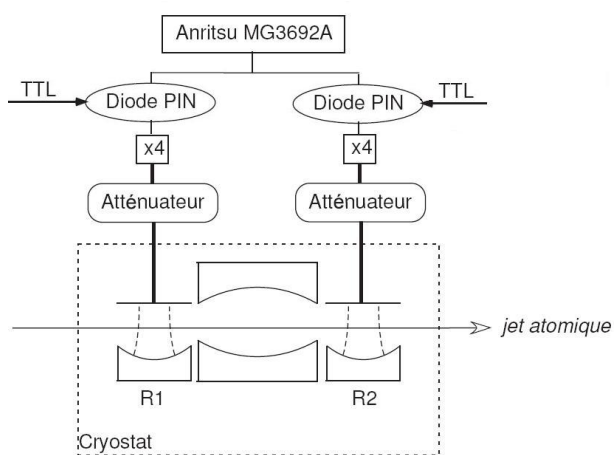 Anritsu MG3692A
TTL
TTL
Diode PIN
Diode PIN
x4
x4
Atténuateur
Atténuateur
jet atomique
R1
R2
Cryostat